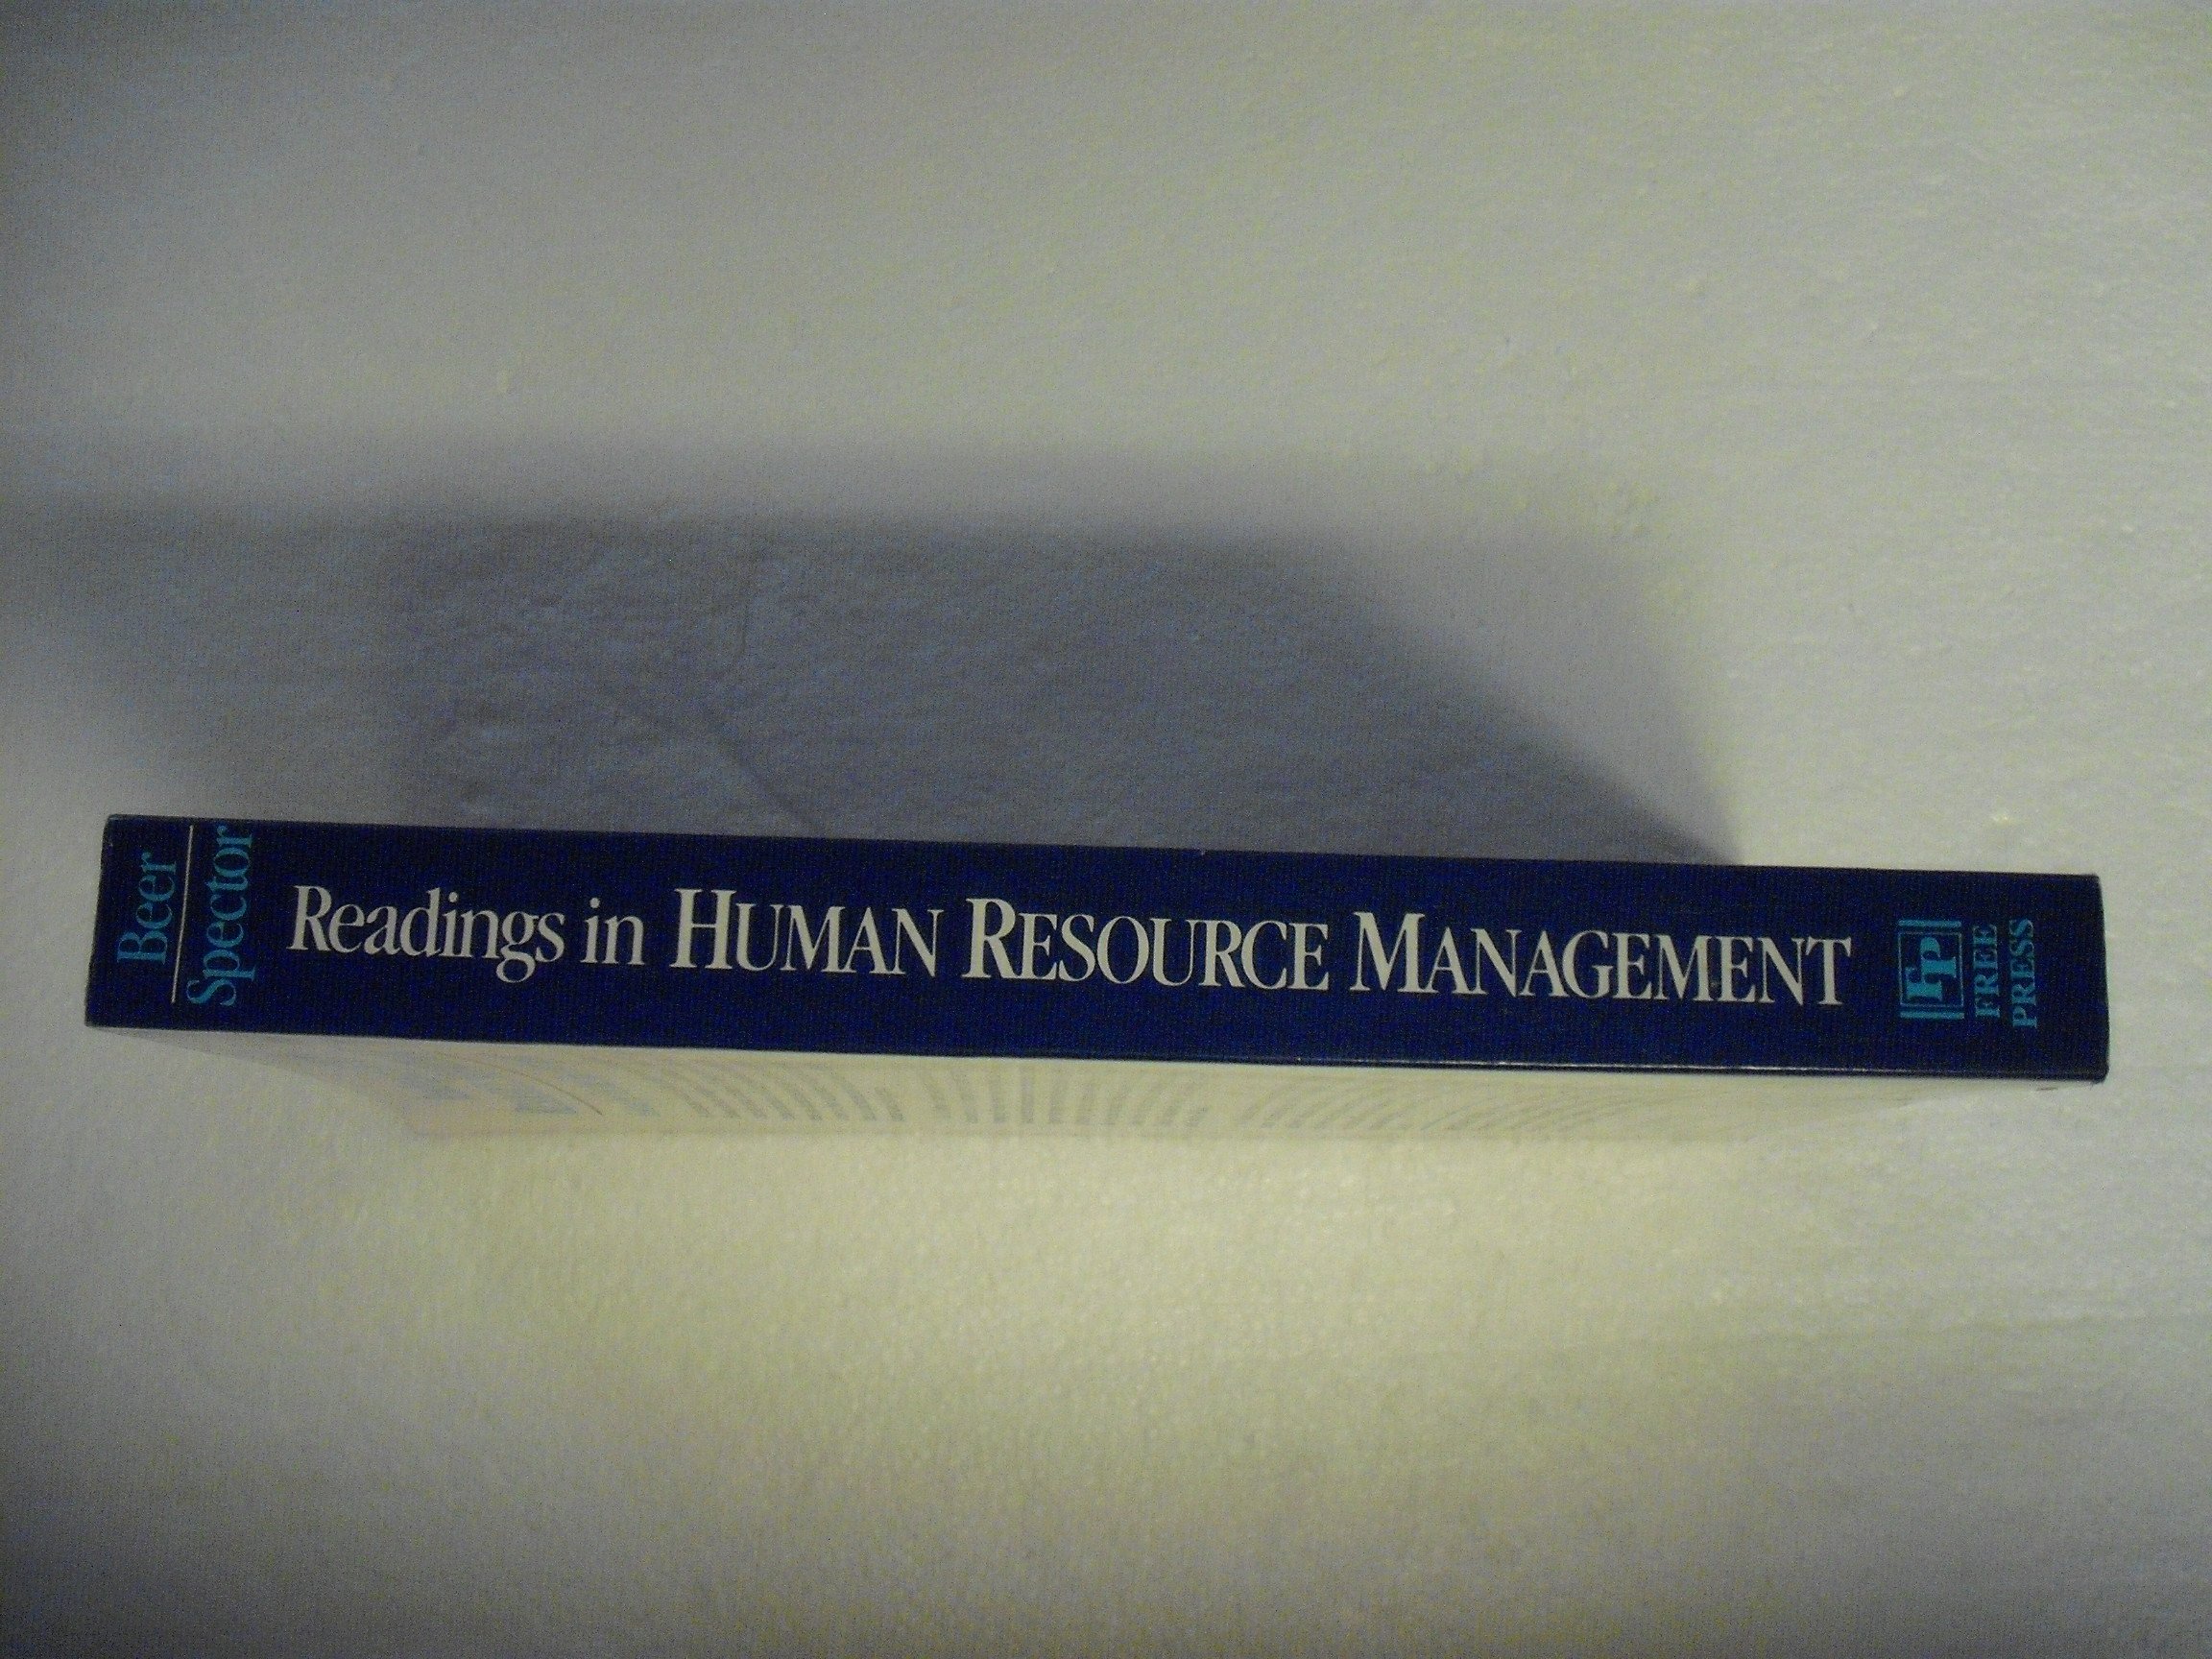 Beer
Spector
Readings in HUMAN RESOURCE MANAGEMENT
FP
FREE
PRESS